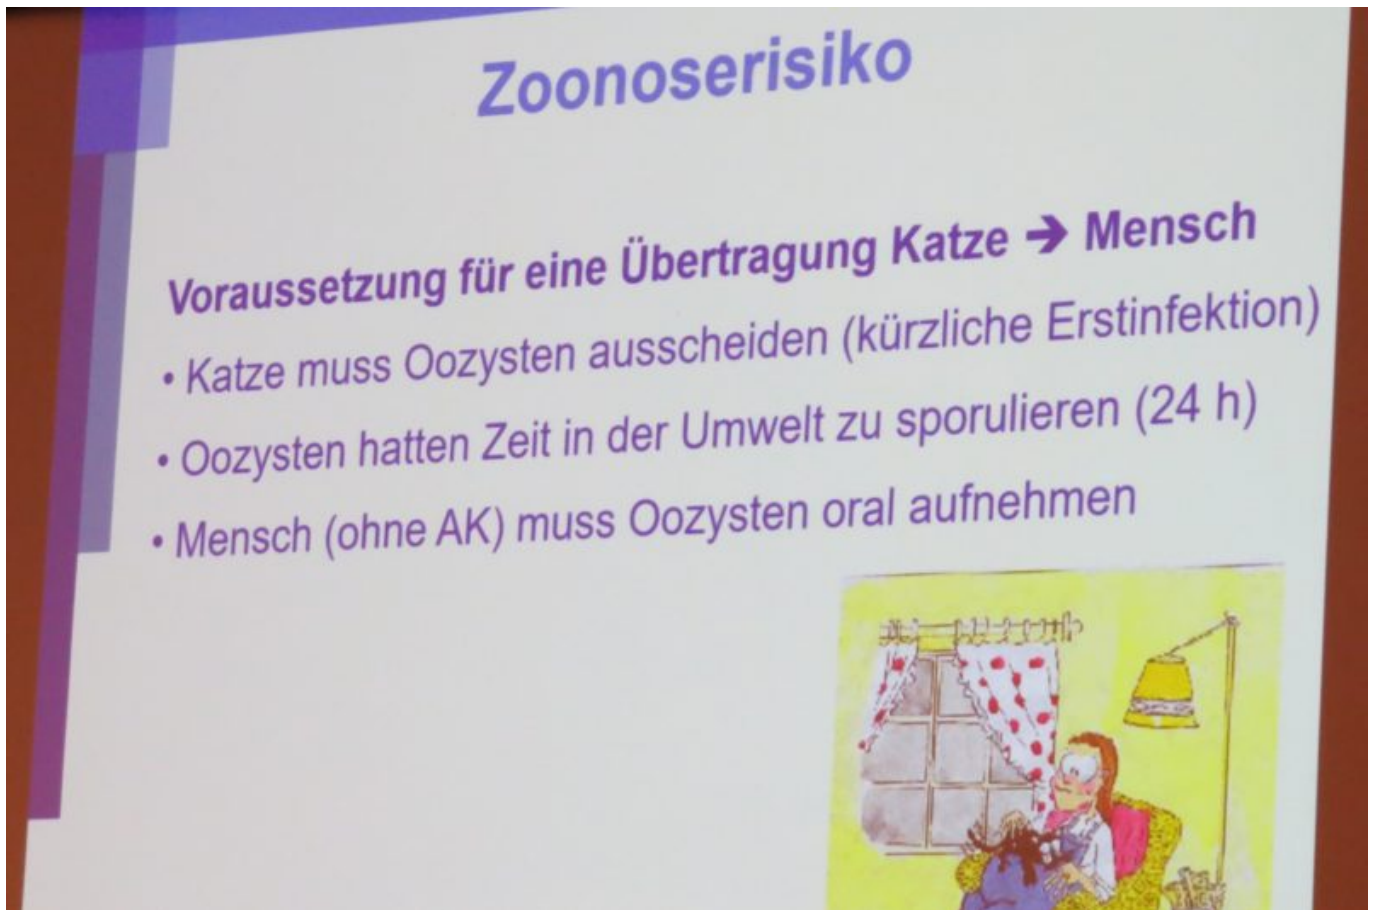 Zoonoserisiko
Voraussetzung für eine Übertragung Katze ➔ Mensch
• Katze muss Oozysten ausscheiden (kürzliche Erstinfektion)
• Oozysten hatten Zeit in der Umwelt zu sporulieren (24 h)
• Mensch (ohne AK) muss Oozysten oral aufnehmen